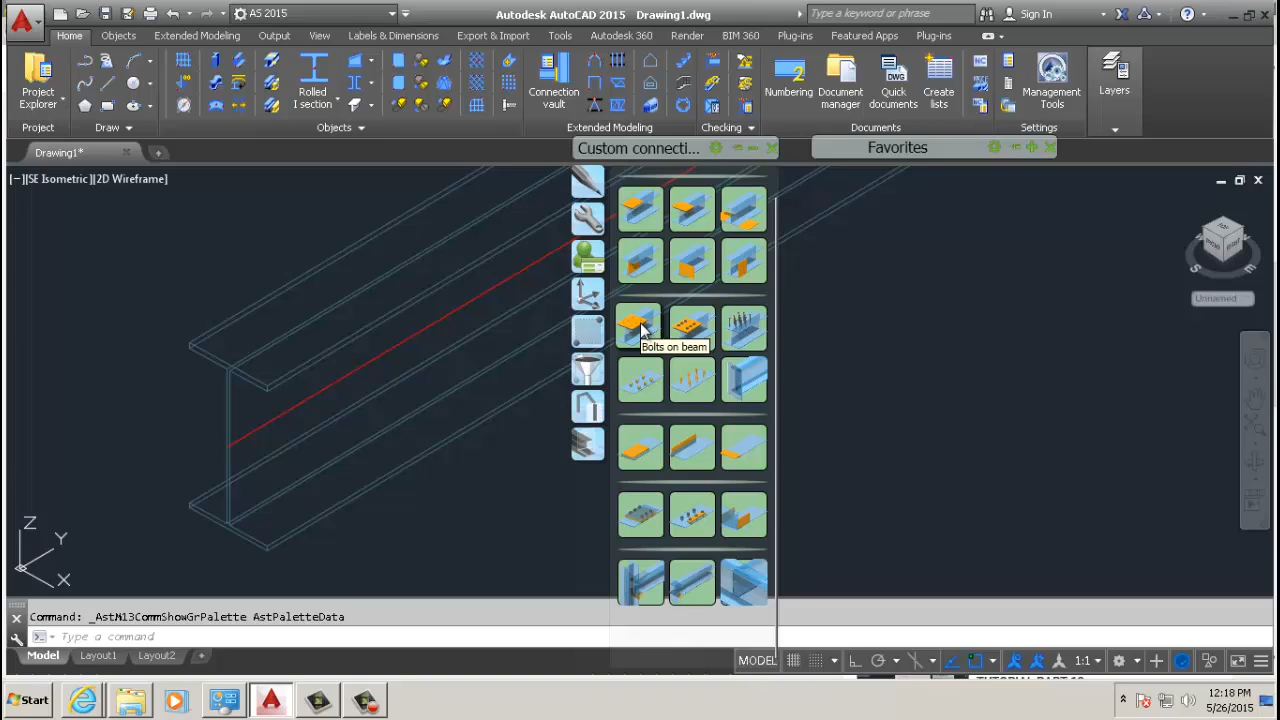 AS 2015
Autodesk AutoCAD 2015 Drawing1.dwg
Type a keyword or phrase
Sign In
Home Objects Extended Modeling Output View Labels & Dimensions Export & Import Tools Autodesk 360 Render BIM 360 Plug-ins Featured Apps Plug-ins
Project Explorer
Rolled I section
Connection vault
Numbering
Document manager
Quick documents
Create lists
Management Tools
Layers
Project Draw Objects Extended Modeling Checking Documents Settings
Drawing1*
Custom connecti...
Favorites
[−][SE Isometric][2D Wireframe]
TOP
FRONT
RIGHT
S
E
Unnamed
Bolts on beam
Z
Y
X
Command: _AstM13CommShowGrPalette AstPaletteData
Type a command
Model Layout1 Layout2
MODEL
1:1
Start
12:18 PM
5/26/2015